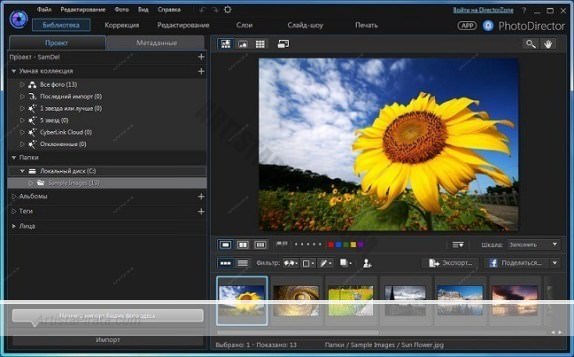 Файл Редактирование Фото Вид Справка
Войти на DirectorZone
Библиотека Коррекция Редактирование Слои Слайд-шоу Печать
APP PhotoDirector
Проект Метаданные
Проект - SamDel
Умная коллекция
Все фото (13)
Последний импорт (0)
1 звезда или лучше (0)
5 звезд (0)
CyberLink Cloud (0)
Отклоненные (0)
Папки
Локальный диск (C:)
Sample Images (13)
Альбомы
Теги
Лица
Шкала: Заполнить
Фильтр: Экспорт... Поделиться...
Импорт
Выбрано: 1 - Показано: 13 Папки / Sample Images / Sun Flower.jpg